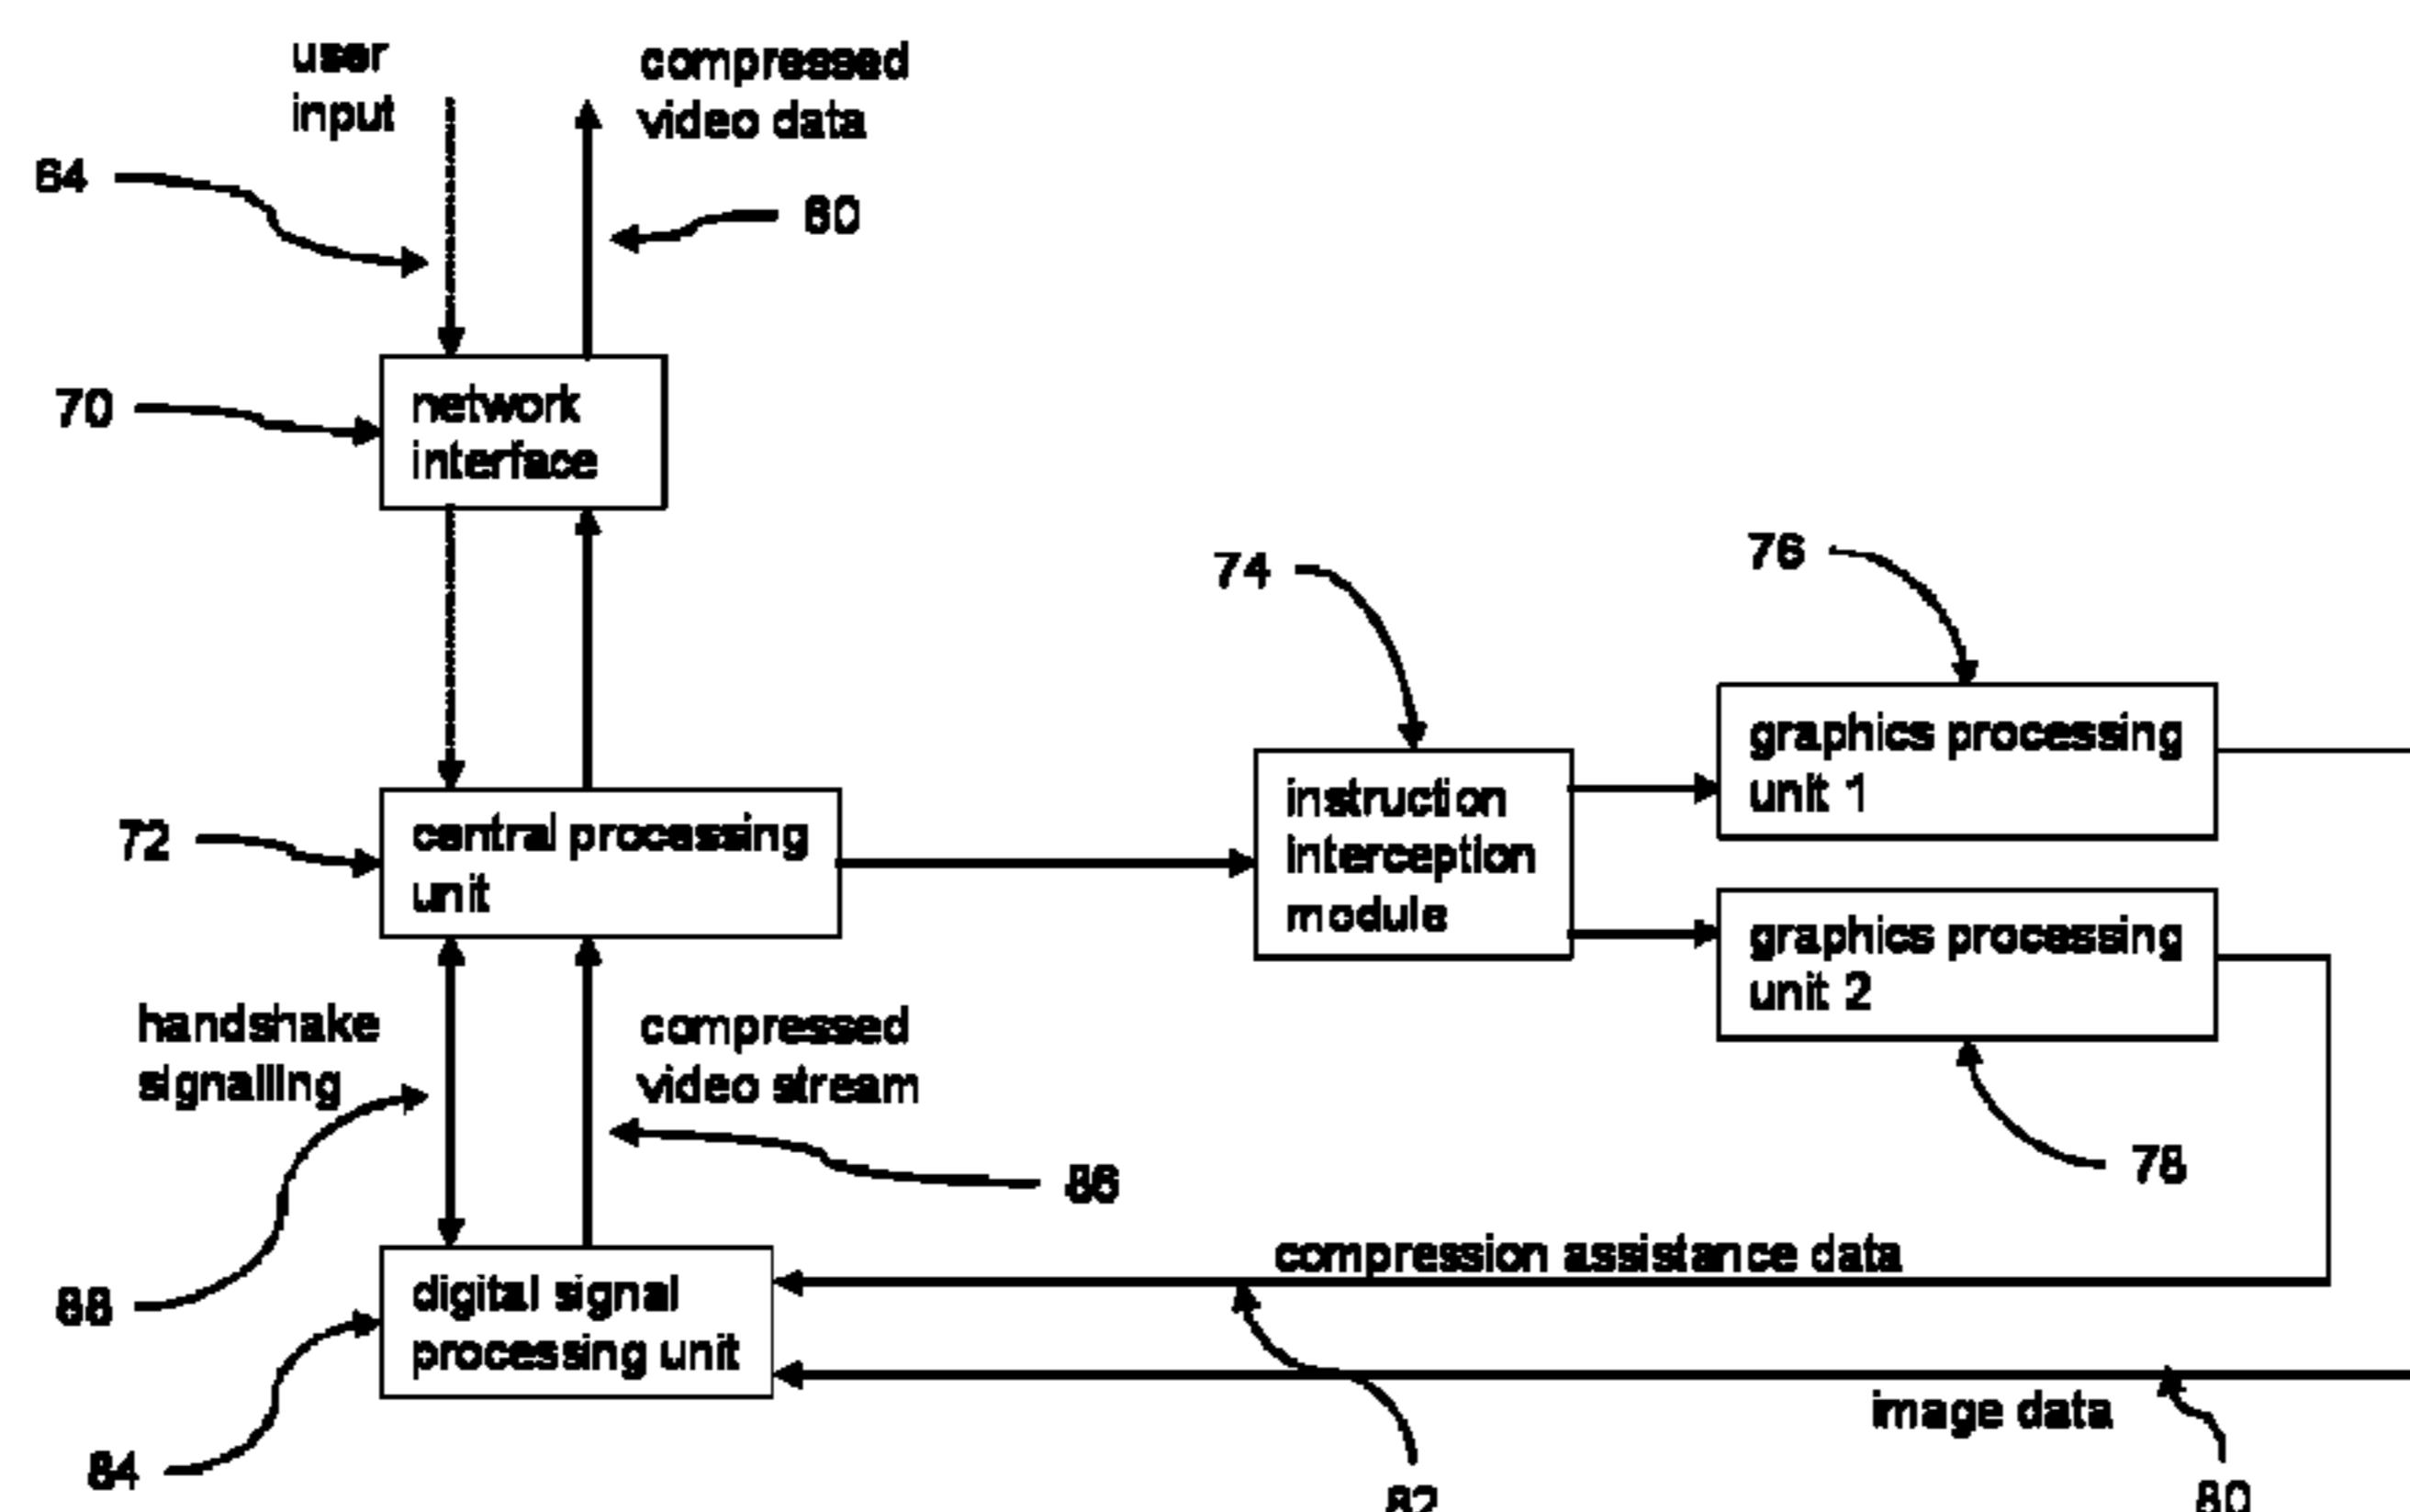 user
input
compressed
video data
64
60
70
network
interface
74
76
graphics processing
unit 1
72
central processing
unit
instruction
interception
module
graphics processing
unit 2
handshake
signalling
compressed
video stream
86
78
compression assistance data
88
digital signal
processing unit
image data
84
82
80